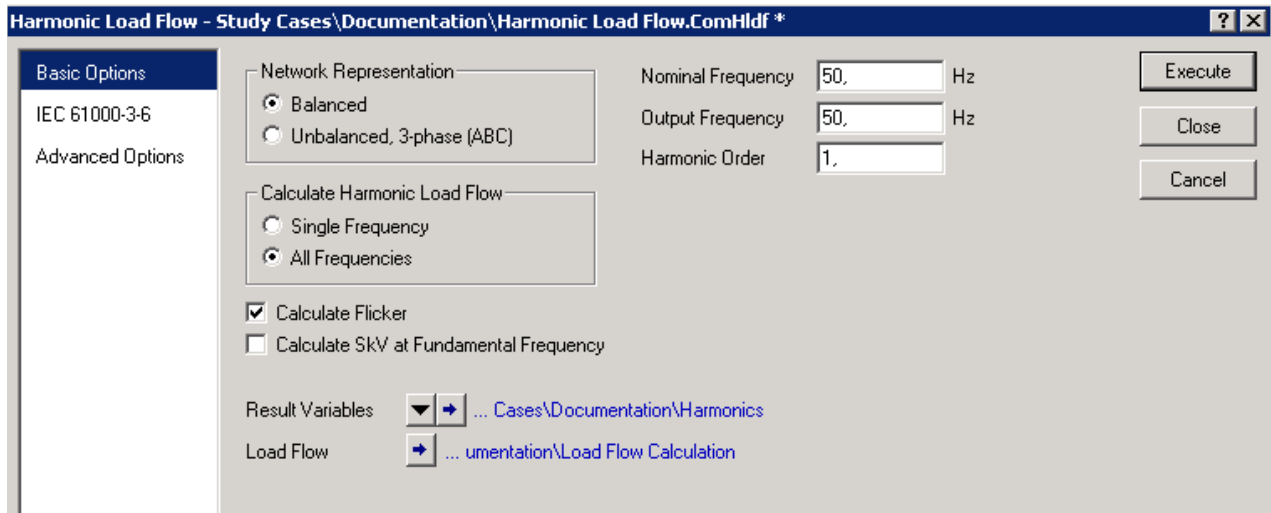 Harmonic Load Flow - Study Cases\Documentation\Harmonic Load Flow.ComHldf *
Basic Options
IEC 61000-3-6
Advanced Options
Network Representation
Balanced
Unbalanced, 3-phase (ABC)
Calculate Harmonic Load Flow
Single Frequency
All Frequencies
Calculate Flicker
Calculate SkV at Fundamental Frequency
Result Variables ... Cases\Documentation\Harmonics
Load Flow ... umentation\Load Flow Calculation
Nominal Frequency 50, Hz
Output Frequency 50, Hz
Harmonic Order 1,
Execute
Close
Cancel